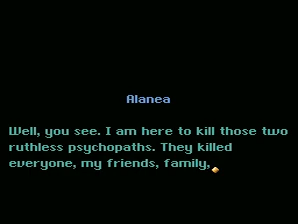 Alanea
Well, you see. I am here to kill those two
ruthless psychopaths. They killed
everyone, my friends, family,